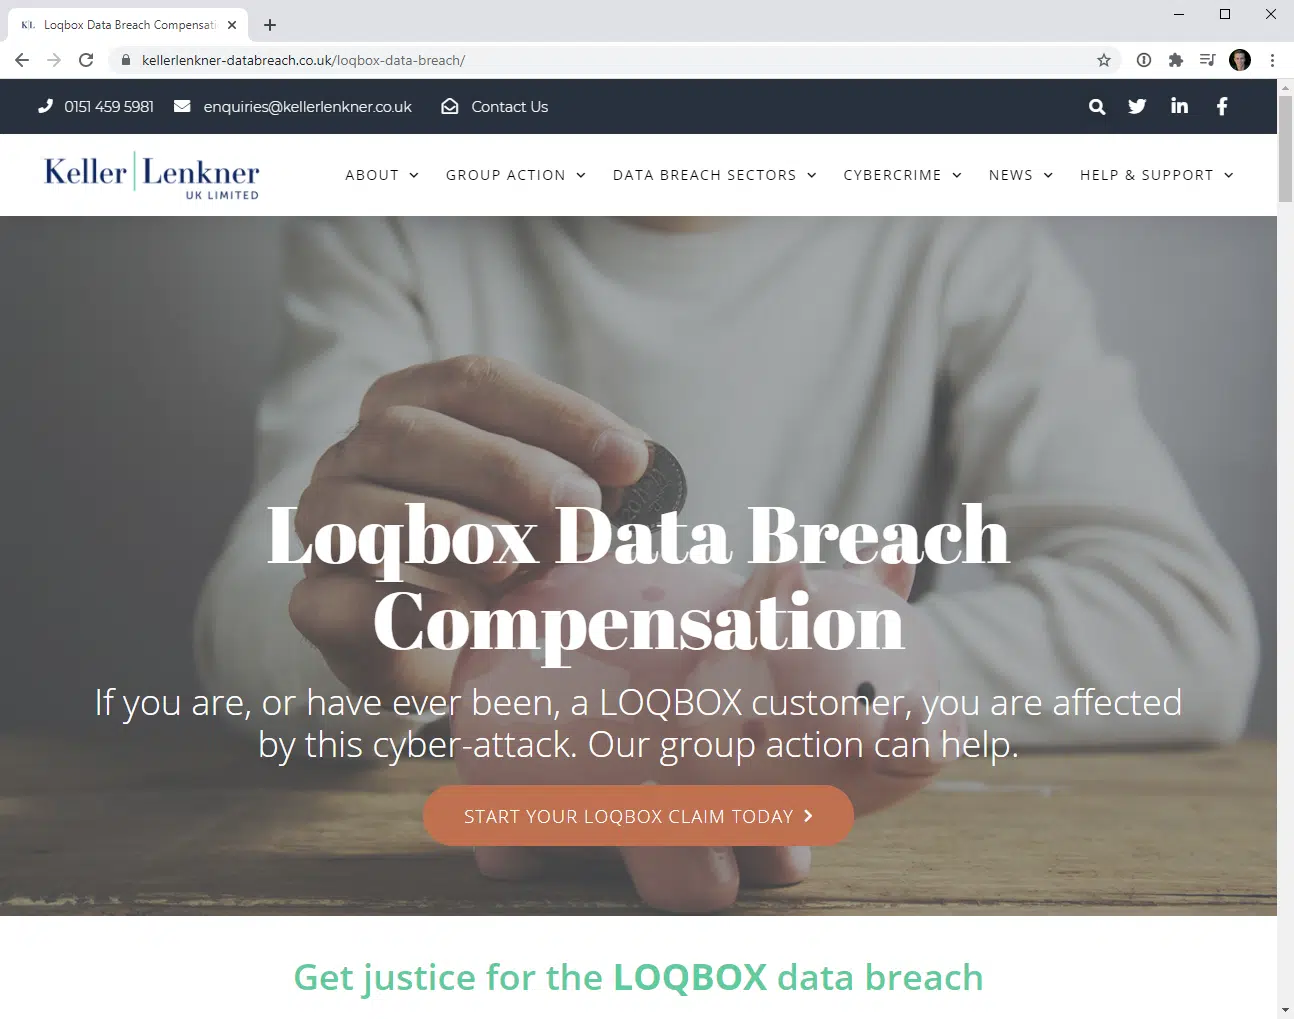 Loqbox Data Breach Compensati
kellerlenkner-databreach.co.uk/loqbox-data-breach/
0151 459 5981 enquiries@kellerlenkner.co.uk Contact Us
Keller Lenkner
UK LIMITED
ABOUT GROUP ACTION DATA BREACH SECTORS CYBERCRIME NEWS HELP & SUPPORT
Loqbox Data Breach
Compensation
If you are, or have ever been, a LOQBOX customer, you are affected
by this cyber-attack. Our group action can help.
START YOUR LOQBOX CLAIM TODAY
Get justice for the LOQBOX data breach